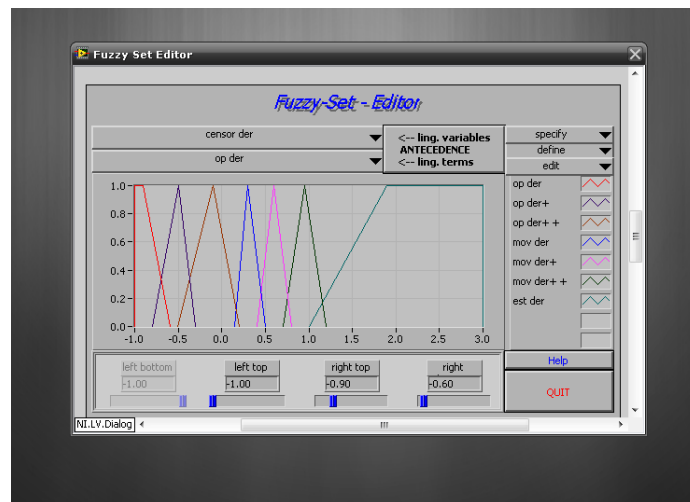 Fuzzy Set Editor
Fuzzy-Set - Editor
censor der
<-- ling. variables
ANTECEDENCE
<-- ling. terms
op der
specify
define
edit
op der
op der+
op der+ +
mov der
mov der+
mov der+ +
est der
1.0
0.8
0.6
0.4
0.2
0.0
-1.0 -0.5 0.0 0.5 1.0 1.5 2.0 2.5 3.0
left bottom left top right top right
-1.00 -1.00 -0.90 -0.60
Help
QUIT
NI.LV.Dialog